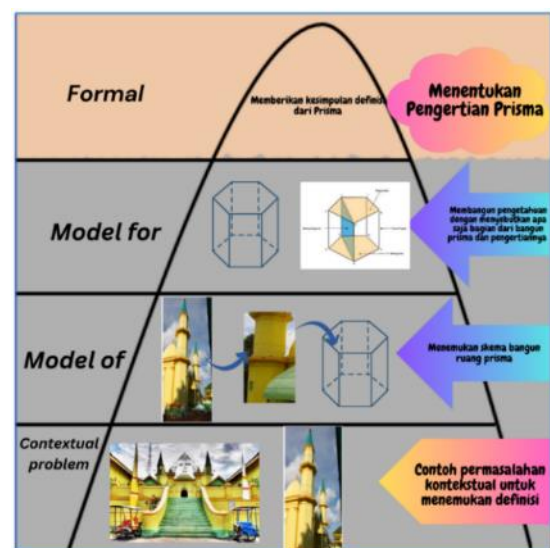 Formal
Memberikan kesimpulan definisi
dari Prisma
Menentukan
Pengertian Prisma
Model for
Membangun pengetahuan
dengan menyebutkan apa
saja bagian dari bangun
prisma dan pengertiannya
Model of
Menemukan skema bangun
ruang prisma
Contextual
problem
Contoh permasalahan
kontekstual untuk
menemukan definisi